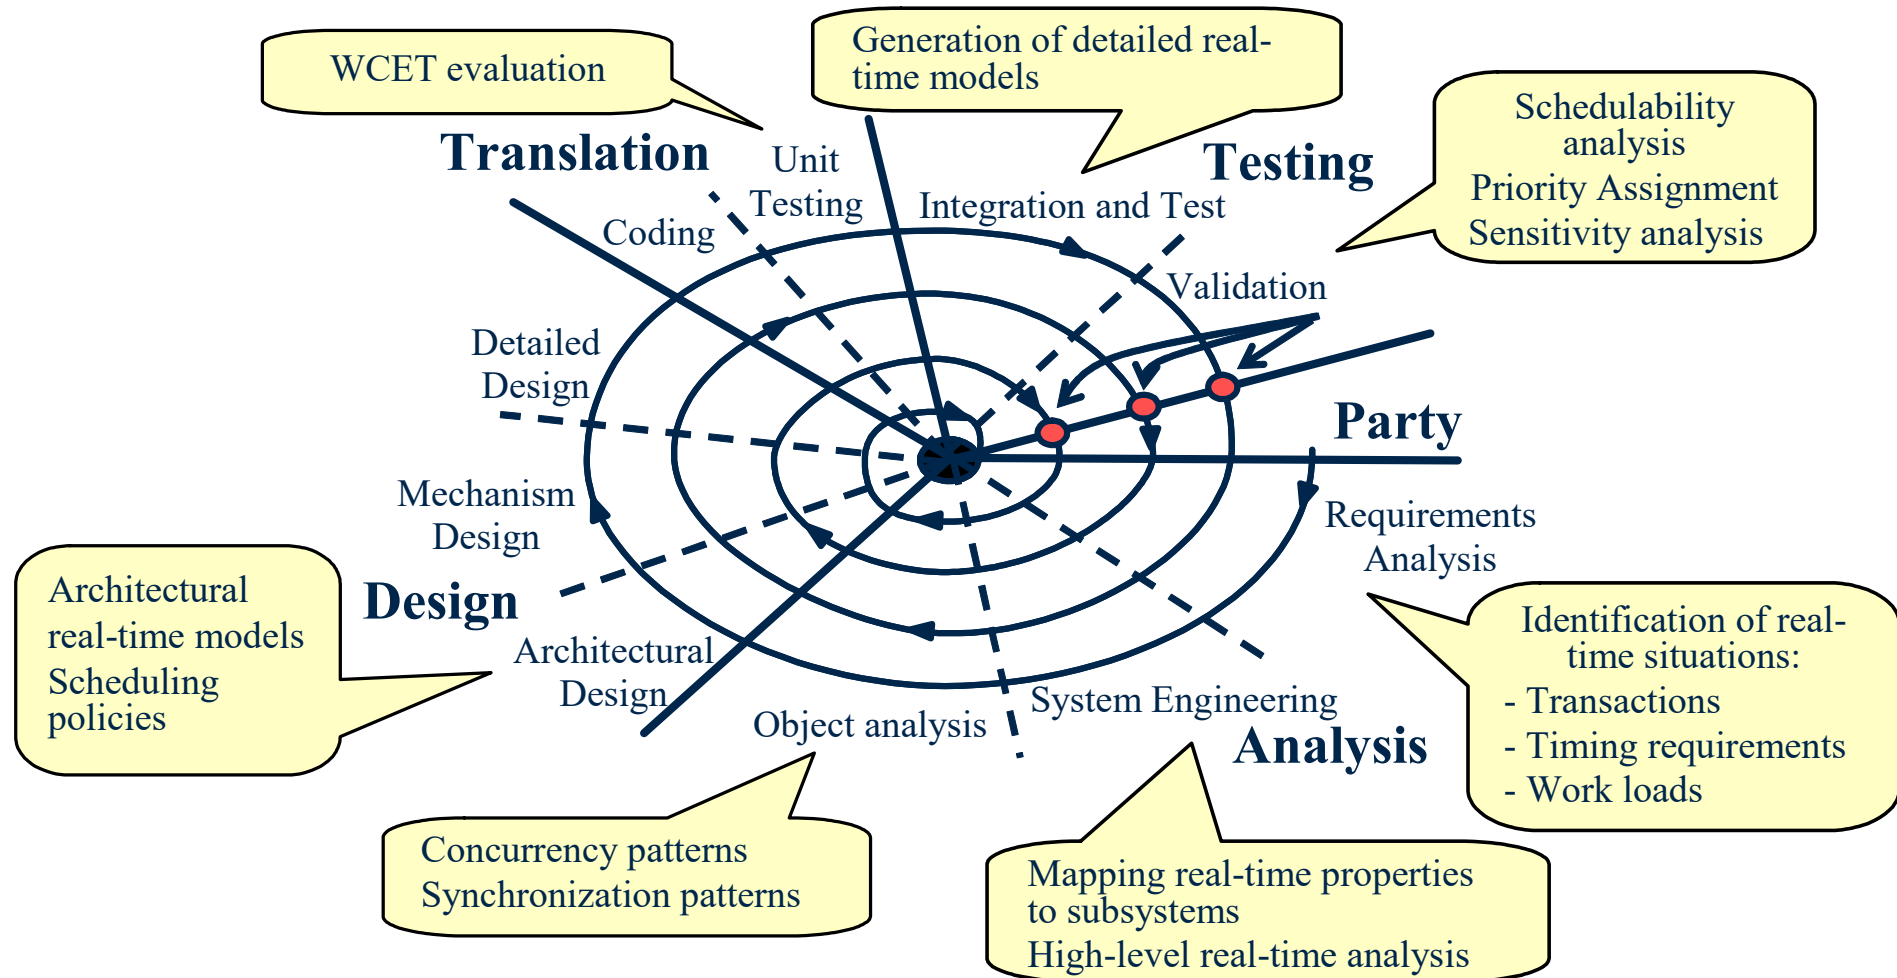 WCET evaluation
Generation of detailed real-
time models
Schedulability
analysis
Priority Assignment
Sensitivity analysis
Translation
Unit
Testing
Testing
Integration and Test
Coding
Validation
Detailed
Design
Party
Mechanism
Design
Requirements
Analysis
Design
Architectural
real-time models
Scheduling
policies
Architectural
Design
Identification of real-
time situations:
- Transactions
- Timing requirements
- Work loads
System Engineering
Object analysis
Analysis
Concurrency patterns
Synchronization patterns
Mapping real-time properties
to subsystems
High-level real-time analysis